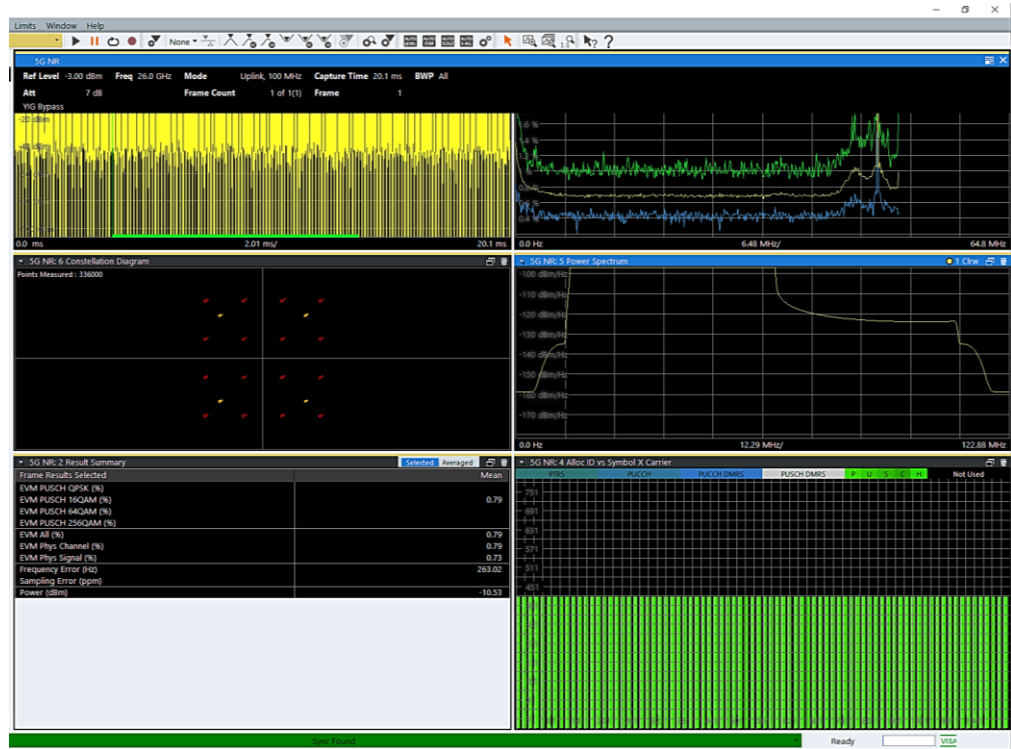 Limits Window Help
None
5G NR
Ref Level -3.00 dBm Freq 26.0 GHz Mode Uplink, 100 MHz Capture Time 20.1 ms BWP All
Att 7 dB Frame Count 1 of 1(1) Frame 1
YIG Bypass
-20 dBm
0.0 ms 2.01 ms/ 20.1 ms
1.6 %
1.4 %
0.4 %
0.0 Hz 6.48 MHz/ 64.8 MHz
5G NR: 6 Constellation Diagram
Points Measured : 336000
5G NR: 5 Power Spectrum 1 Clrw
-100 dBm/Hz
-110 dBm/Hz
-120 dBm/Hz
-130 dBm/Hz
-140 dBm/Hz
-150 dBm/Hz
-160 dBm/Hz
-170 dBm/Hz
0.0 Hz 12.29 MHz/ 122.88 MHz
5G NR: 2 Result Summary Selected Averaged
Frame Results Selected Mean
EVM PUSCH QPSK (%)
EVM PUSCH 16QAM (%) 0.79
EVM PUSCH 64QAM (%)
EVM PUSCH 256QAM (%)
EVM All (%) 0.79
EVM Phys Channel (%) 0.79
EVM Phys Signal (%) 0.73
Frequency Error (Hz) 263.02
Sampling Error (ppm)
Power (dBm) -10.53
5G NR: 4 Alloc ID vs Symbol X Carrier
PTRS PUCCH PUCCH DMRS PUSCH DMRS P U S C H Not Used
751
691
631
571
511
451
Sync Found Ready VISA